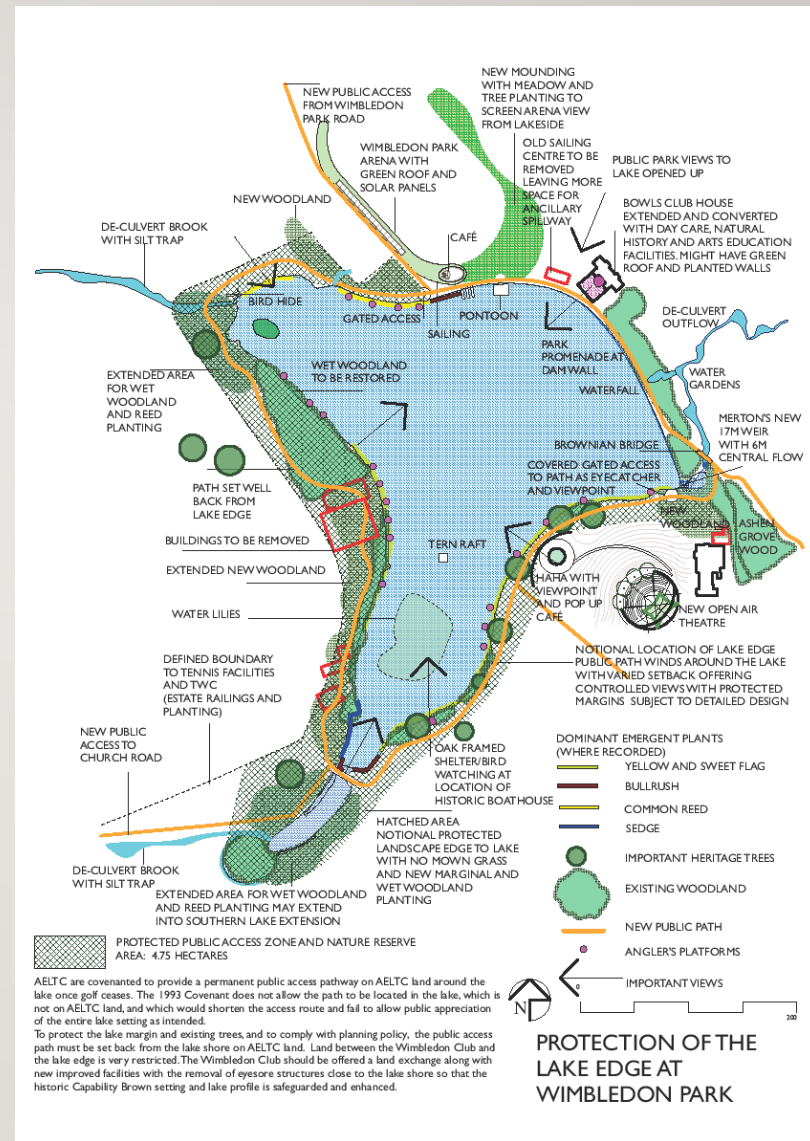 NEW PUBLIC ACCESS
FROM WIMBLEDON
PARK ROAD
NEW MOUNDING
WITH MEADOW AND
TREE PLANTING TO
SCREEN ARENA VIEW
FROM LAKESIDE
WIMBLEDON PARK
ARENA WITH
GREEN ROOF AND
SOLAR PANELS
OLD SAILING
CENTRE TO BE
REMOVED
LEAVING MORE
SPACE FOR
ANCILLARY
SPILLWAY
PUBLIC PARK VIEWS TO
LAKE OPENED UP
NEW WOODLAND
BOWLS CLUB HOUSE
EXTENDED AND CONVERTED
WITH DAY CARE, NATURAL
HISTORY AND ARTS EDUCATION
FACILITIES. MIGHT HAVE GREEN
ROOF AND PLANTED WALLS
DE-CULVERT BROOK
WITH SILT TRAP
CAFÉ
BIRD HIDE
GATED ACCESS
SAILING
PONTOON
DE-CULVERT
OUTFLOW
PARK
PROMENADE AT
DAM WALL
WATERFALL
WATER
GARDENS
EXTENDED AREA
FOR WET
WOODLAND
AND REED
PLANTING
WET WOODLAND
TO BE RESTORED
MERTON'S NEW
17M WEIR
WITH 6M
CENTRAL FLOW
BROWNIAN BRIDGE
COVERED GATED ACCESS
TO PATH AS EYECATCHER
AND VIEWPOINT
PATH SET WELL
BACK FROM
LAKE EDGE
NEW
WOODLAND
ASHEN
GROVE
WOOD
BUILDINGS TO BE REMOVED
TERN RAFT
EXTENDED NEW WOODLAND
HAHA WITH
VIEWPOINT
AND POP UP
CAFÉ
NEW OPEN AIR
THEATRE
WATER LILIES
NOTIONAL LOCATION OF LAKE EDGE
PUBLIC PATH WINDS AROUND THE LAKE
WITH VARIED SETBACK OFFERING
CONTROLLED VIEWS WITH PROTECTED
MARGINS SUBJECT TO DETAILED DESIGN
DEFINED BOUNDARY
TO TENNIS FACILITIES
AND TWC
(ESTATE RAILINGS AND
PLANTING)
NEW PUBLIC
ACCESS TO
CHURCH ROAD
OAK FRAMED
SHELTER/BIRD
WATCHING AT
LOCATION OF
HISTORIC BOATHOUSE
HATCHED AREA
NOTIONAL PROTECTED
LANDSCAPE EDGE TO LAKE
WITH NO MOWN GRASS
AND NEW MARGINAL AND
WET WOODLAND
PLANTING
DE-CULVERT BROOK
WITH SILT TRAP
EXTENDED AREA FOR WET WOODLAND
AND REED PLANTING MAY EXTEND
INTO SOUTHERN LAKE EXTENSION
DOMINANT EMERGENT PLANTS
(WHERE RECORDED)
YELLOW AND SWEET FLAG
BULLRUSH
COMMON REED
SEDGE
IMPORTANT HERITAGE TREES
EXISTING WOODLAND
NEW PUBLIC PATH
ANGLER'S PLATFORMS
IMPORTANT VIEWS
N
0
200
PROTECTED PUBLIC ACCESS ZONE AND NATURE RESERVE
AREA: 4.75 HECTARES
AELTC are covenanted to provide a permanent public access pathway on AELTC land around the
lake once golf ceases. The 1993 Covenant does not allow the path to be located in the lake, which is
not on AELTC land, and which would shorten the access route and fail to allow public appreciation
of the entire lake setting as intended.
To protect the lake margin and existing trees, and to comply with planning policy, the public access
path must be set back from the lake shore on AELTC land. Land between the Wimbledon Club and
the lake edge is very restricted. The Wimbledon Club should be offered a land exchange along with
new improved facilities with the removal of eyesore structures close to the lake shore so that the
historic Capability Brown setting and lake profile is safeguarded and enhanced.
PROTECTION OF THE
LAKE EDGE AT
WIMBLEDON PARK